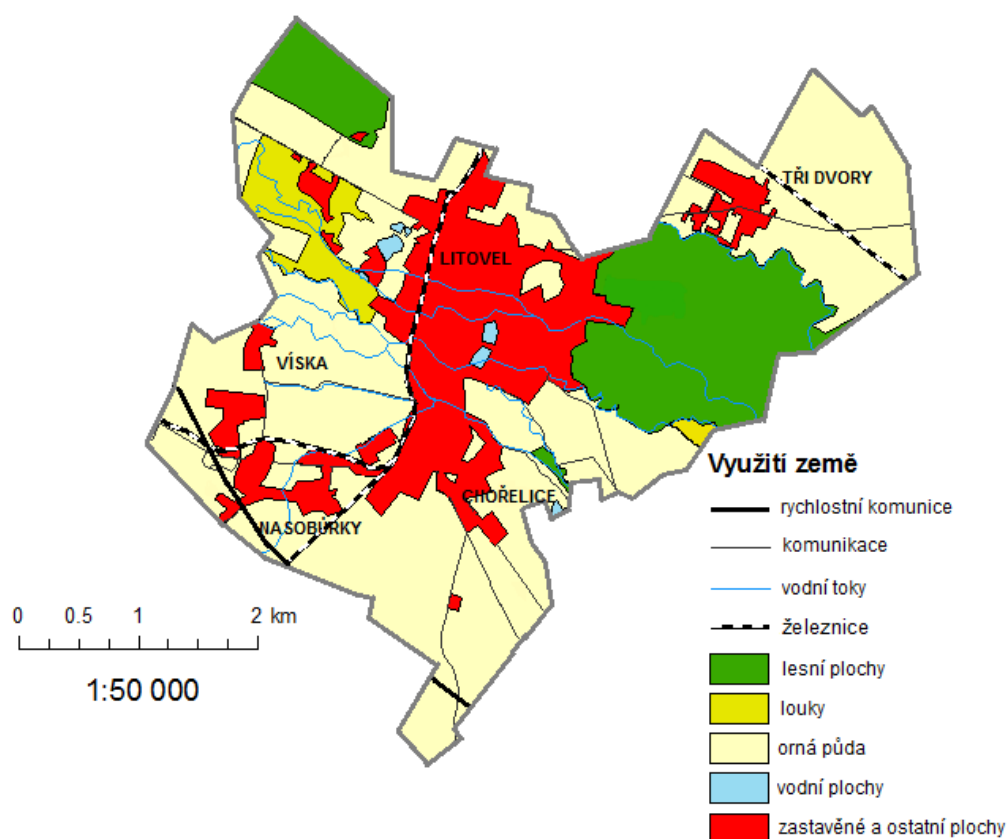 TŘI DVORY
LITOVEL
VÍSKA
CHOŘELICE
NASOBŮRKY
Využití země
rychlostní komunice
komunikace
vodní toky
železnice
lesní plochy
louky
orná půda
vodní plochy
zastavěné a ostatní plochy
0 0.5 1 2 km
1:50 000